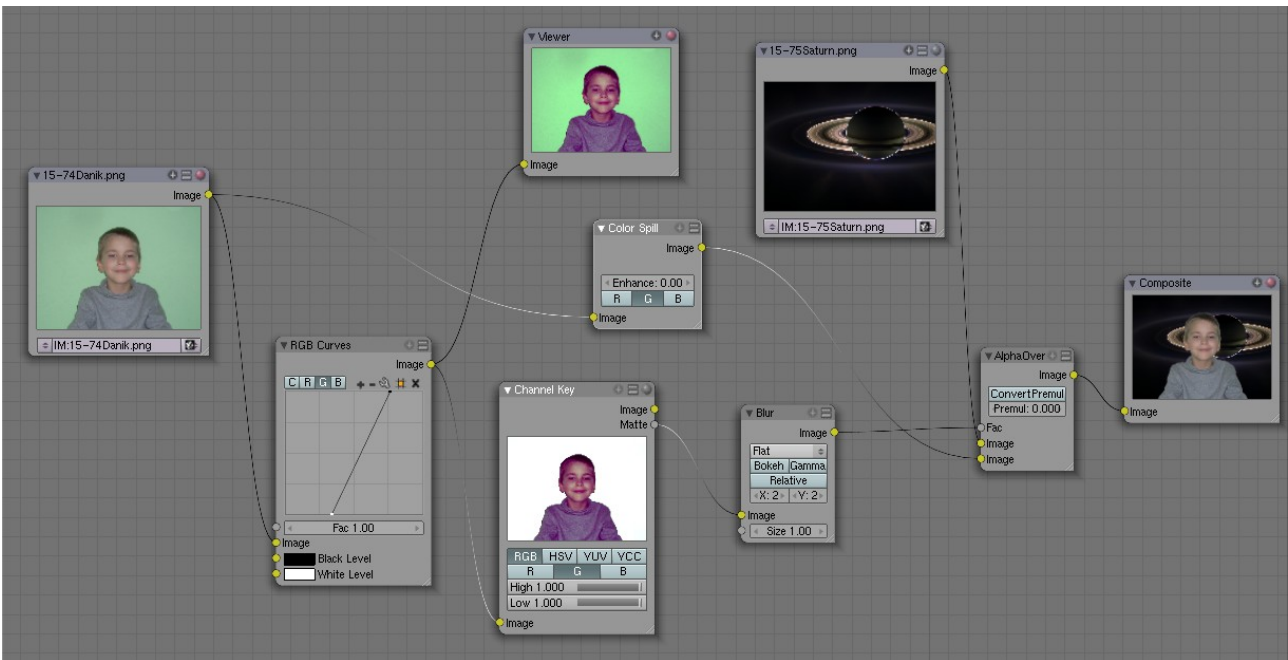 15-74Danik.png
Image
IM:15-74Danik.png
RGB Curves
Image
C R G B
Fac 1.00
Image
Black Level
White Level
Viewer
Image
Color Spill
Image
Enhance: 0.00
R G B
Image
Channel Key
Image
Matte
RGB HSV YUV YCC
R G B
High 1.000
Low 1.000
Image
15-75Saturn.png
Image
IM:15-75Saturn.png
Blur
Image
Flat
Bokeh Gamma
Relative
X: 2 Y: 2
Image
Size 1.00
AlphaOver
Image
ConvertPremul
Premul: 0.000
Fac
Image
Image
Composite
Image